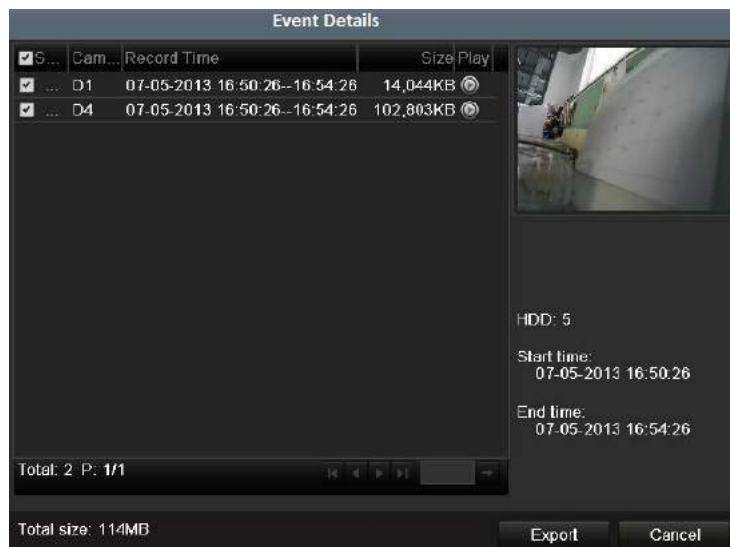 Event Details
S... Cam... Record Time Size Play
... D1 07-05-2013 16:50:26--16:54:26 14,044KB
... D4 07-05-2013 16:50:26--16:54:26 102,803KB
HDD: 5
Start time:
07-05-2013 16:50:26
End time:
07-05-2013 16:54:26
Total: 2 P: 1/1
Total size: 114MB
Export Cancel